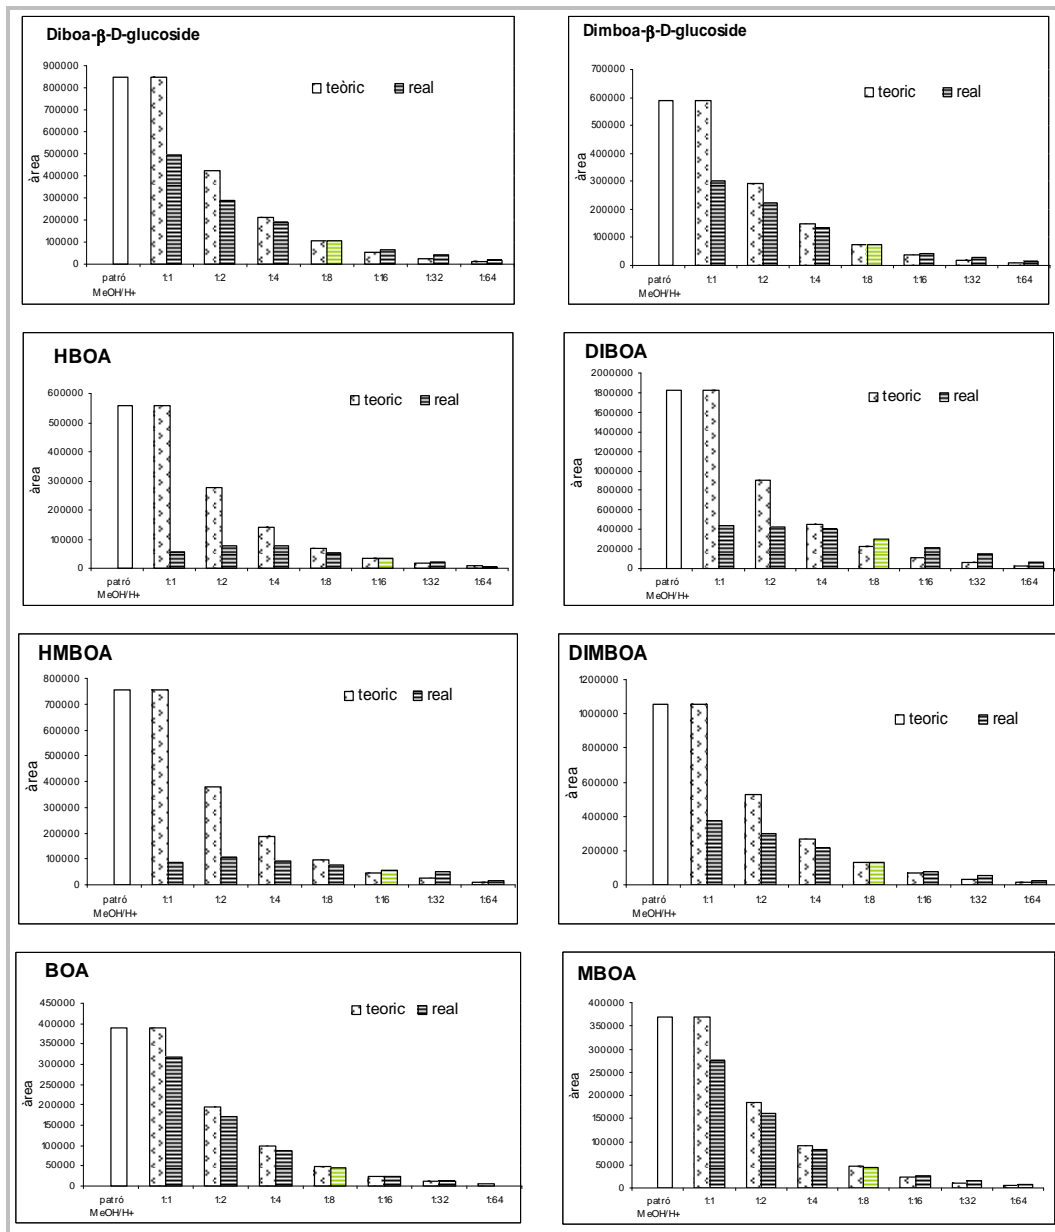 Diboa-β-D-glucoside
900000
800000
700000
600000
500000
400000
300000
200000
100000
0
àrea
teòric real
patró 1:1 1:2 1:4 1:8 1:16 1:32 1:64
MeOH/H+
Dimboa-β-D-glucoside
700000
600000
500000
400000
300000
200000
100000
0
àrea
teoric real
patró 1:1 1:2 1:4 1:8 1:16 1:32 1:64
MeOH/H+
HBOA
600000
500000
400000
300000
200000
100000
0
àrea
teoric real
patró 1:1 1:2 1:4 1:8 1:16 1:32 1:64
MeOH/H+
DIBOA
2000000
1800000
1600000
1400000
1200000
1000000
800000
600000
400000
200000
0
àrea
teoric real
patró 1:1 1:2 1:4 1:8 1:16 1:32 1:64
MeOH/H+
HMBOA
800000
700000
600000
500000
400000
300000
200000
100000
0
àrea
teoric real
patró 1:1 1:2 1:4 1:8 1:16 1:32 1:64
MeOH/H+
DIMBOA
1200000
1000000
800000
600000
400000
200000
0
àrea
teoric real
patró 1:1 1:2 1:4 1:8 1:16 1:32 1:64
MeOH/H+
BOA
450000
400000
350000
300000
250000
200000
150000
100000
50000
0
àrea
teoric real
patró 1:1 1:2 1:4 1:8 1:16 1:32 1:64
MeOH/H+
MBOA
400000
350000
300000
250000
200000
150000
100000
50000
0
àrea
teoric real
patró 1:1 1:2 1:4 1:8 1:16 1:32 1:64
MeOH/H+